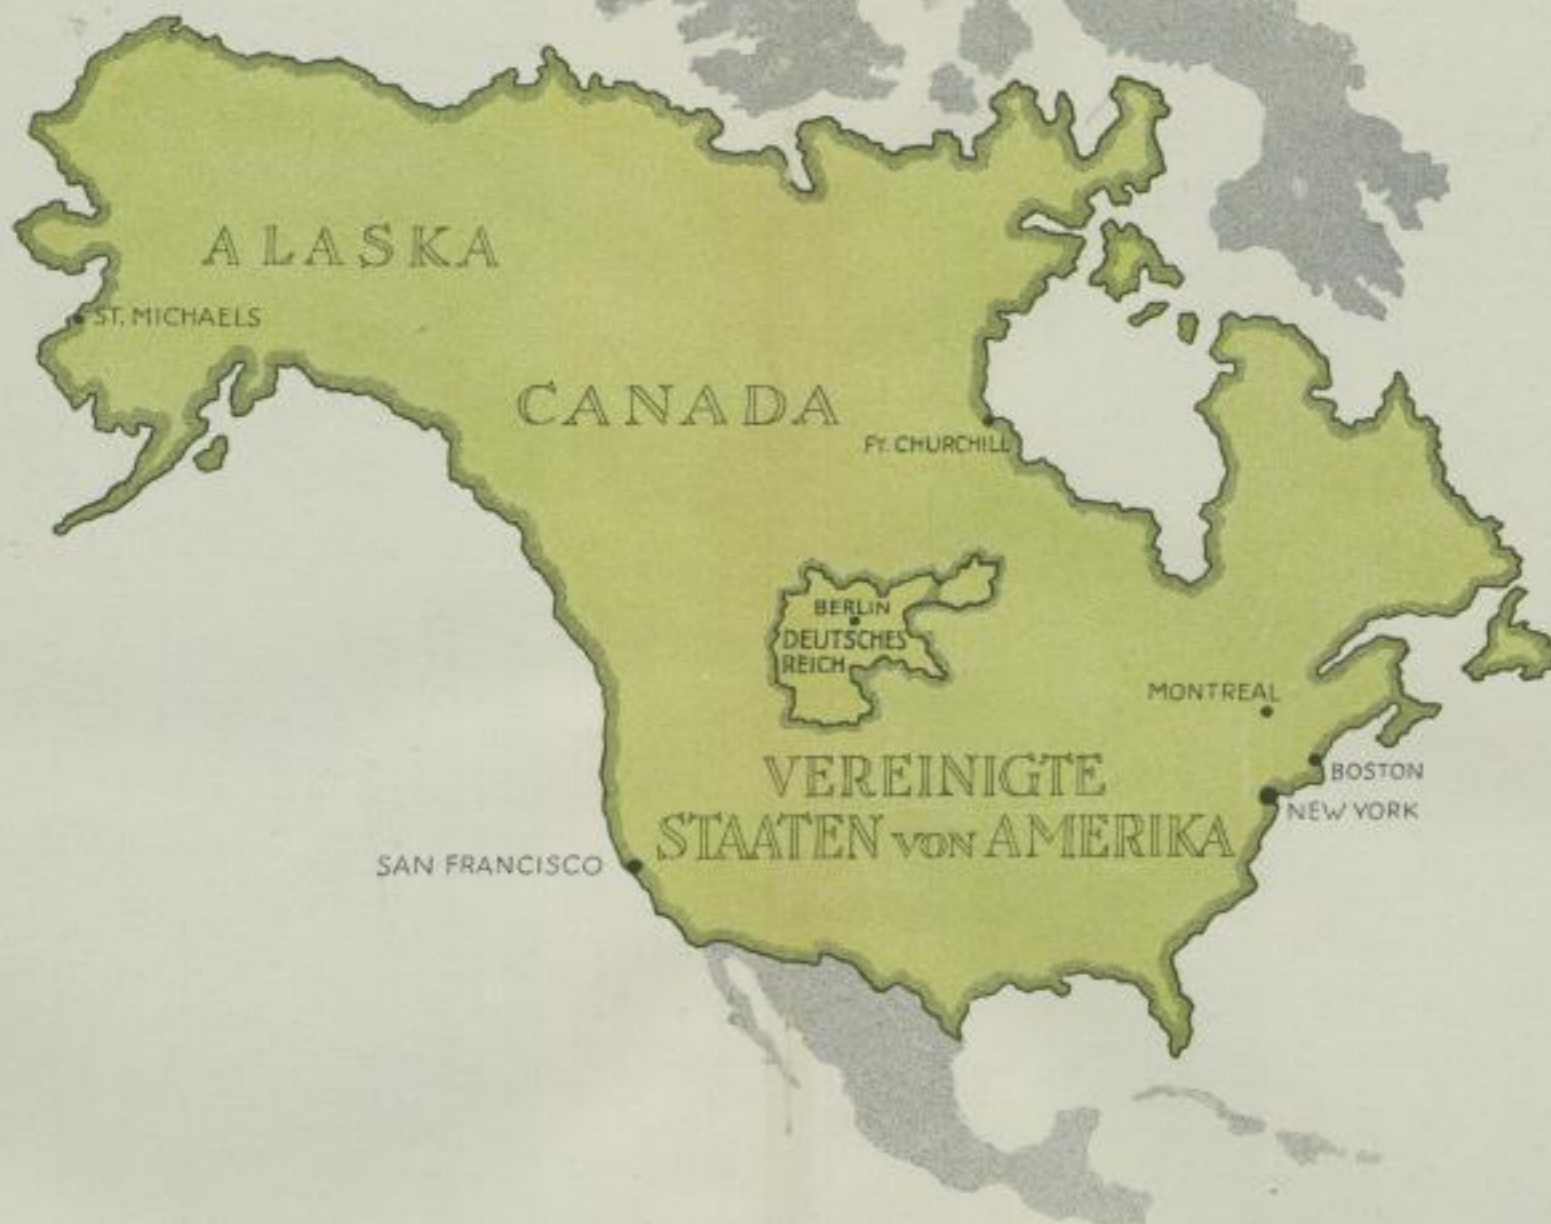 ALASKA
ST. MICHAELS
CANADA
FT. CHURCHILL
BERLIN
DEUTSCHES
REICH
MONTREAL
VEREINIGTE
STAATEN VON AMERIKA
BOSTON
NEW YORK
SAN FRANCISCO